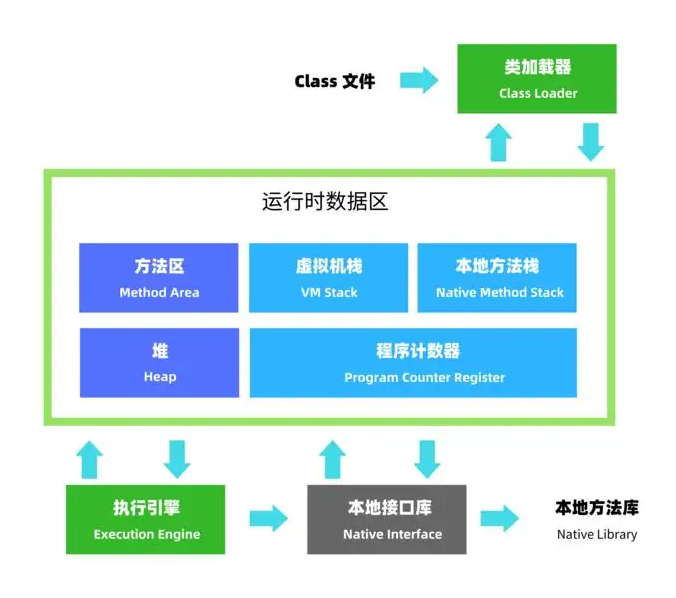 Class 文件
类加载器
Class Loader
运行时数据区
方法区
Method Area
虚拟机栈
VM Stack
本地方法栈
Native Method Stack
堆
Heap
程序计数器
Program Counter Register
执行引擎
Execution Engine
本地接口库
Native Interface
本地方法库
Native Library